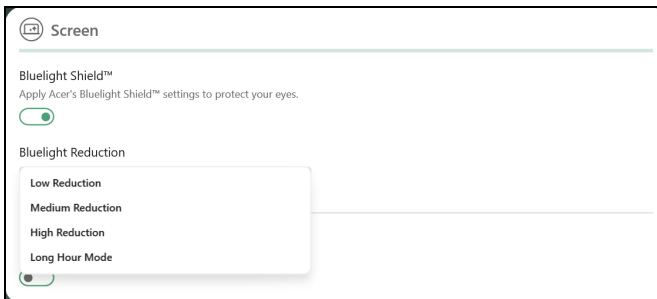 Screen
Bluelight Shield™
Apply Acer's Bluelight Shield™ settings to protect your eyes.
Bluelight Reduction
Low Reduction
Medium Reduction
High Reduction
Long Hour Mode